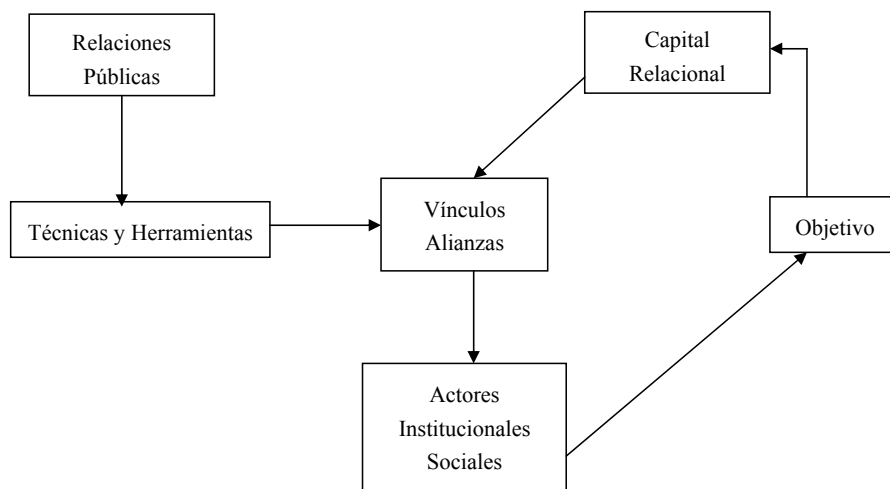 Relaciones
Públicas
Capital
Relacional
Técnicas y Herramientas
Vínculos
Alianzas
Objetivo
Actores
Institucionales
Sociales